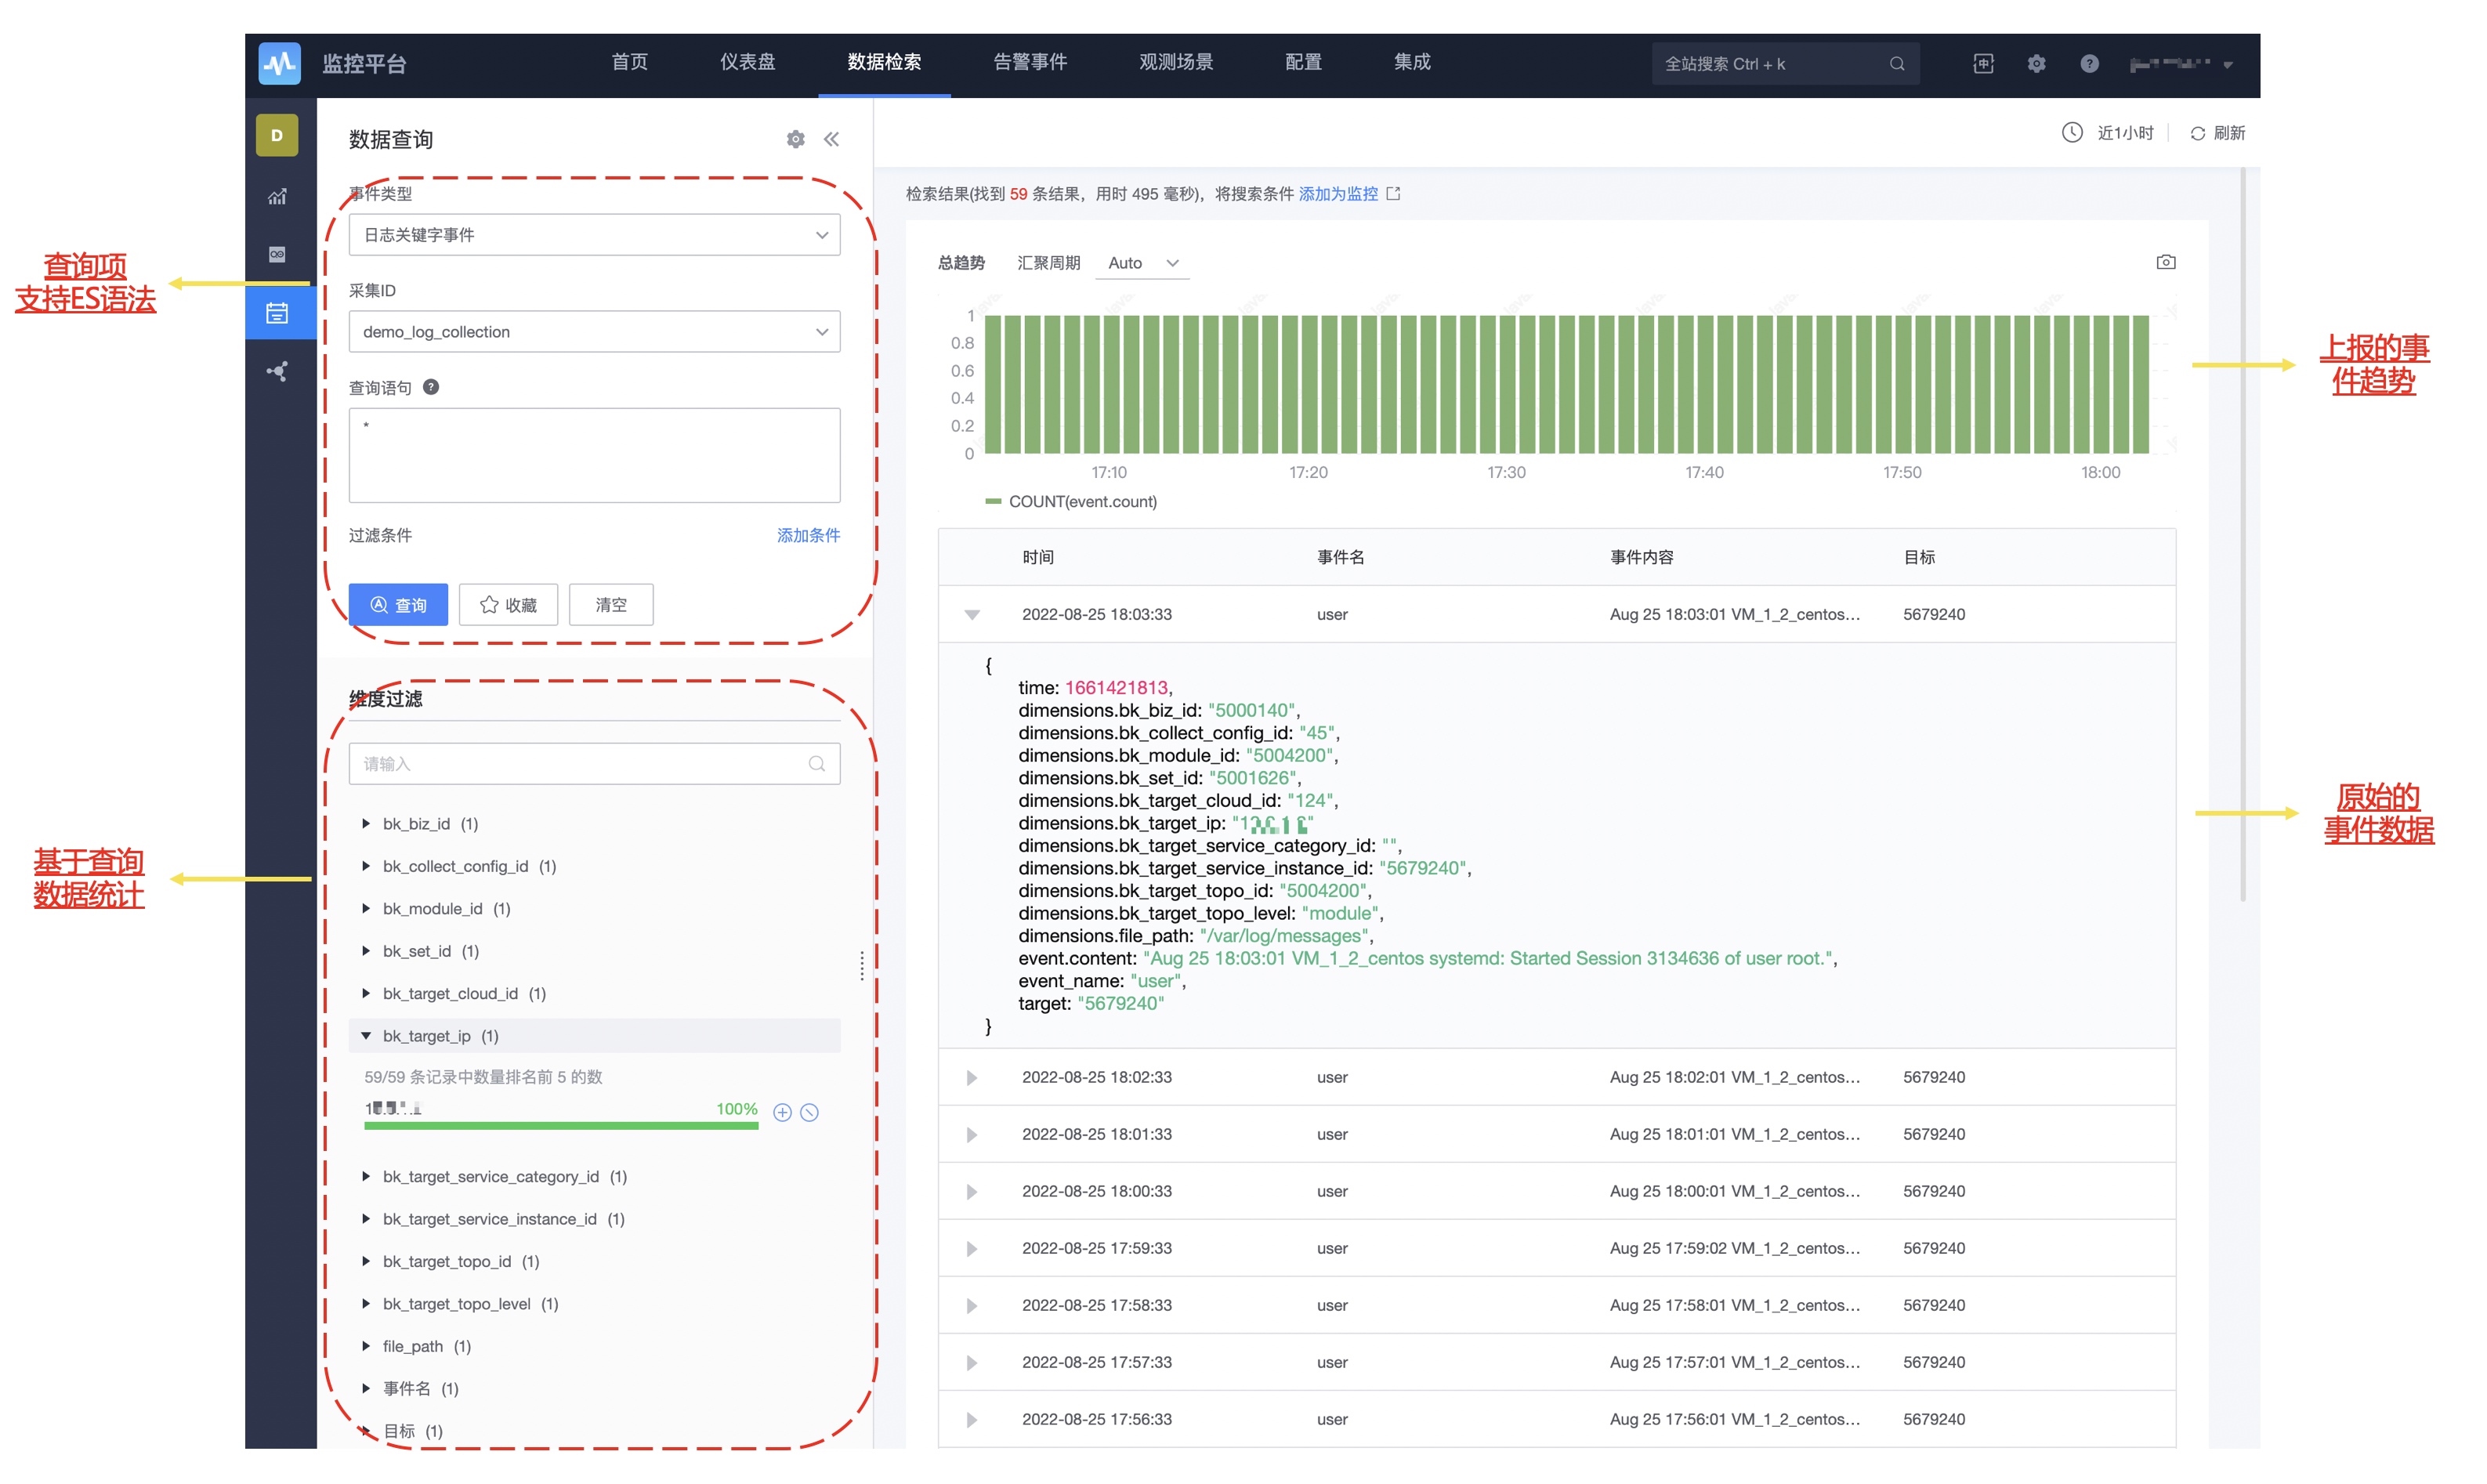 监控平台
首页 仪表盘 数据检索 告警事件 观测场景 配置 集成
全站搜索 Ctrl + k
中
?
D
数据查询
近1小时 刷新
查询项
支持ES语法
事件类型
日志关键字事件
采集ID
demo_log_collection
查询语句 ?
*
过滤条件 添加条件
查询 收藏 清空
基于查询
数据统计
维度过滤
请输入
bk_biz_id (1)
bk_collect_config_id (1)
bk_module_id (1)
bk_set_id (1)
bk_target_cloud_id (1)
bk_target_ip (1)
59/59 条记录中数量排名前 5 的数
100%
bk_target_service_category_id (1)
bk_target_service_instance_id (1)
bk_target_topo_id (1)
bk_target_topo_level (1)
file_path (1)
事件名 (1)
目标 (1)
检索结果(找到 59 条结果，用时 495 毫秒)，将搜索条件 添加为监控
总趋势 汇聚周期 Auto
1
0.8
0.6
0.4
0.2
0
17:10 17:20 17:30 17:40 17:50 18:00
COUNT(event.count)
上报的事
件趋势
时间 事件名 事件内容 目标
2022-08-25 18:03:33 user Aug 25 18:03:01 VM_1_2_centos... 5679240
{
time: 1661421813,
dimensions.bk_biz_id: "5000140",
dimensions.bk_collect_config_id: "45",
dimensions.bk_module_id: "5004200",
dimensions.bk_set_id: "5001626",
dimensions.bk_target_cloud_id: "124",
dimensions.bk_target_ip:
dimensions.bk_target_service_category_id: "",
dimensions.bk_target_service_instance_id: "5679240",
dimensions.bk_target_topo_id: "5004200",
dimensions.bk_target_topo_level: "module",
dimensions.file_path: "/var/log/messages",
event.content: "Aug 25 18:03:01 VM_1_2_centos systemd: Started Session 3134636 of user root.",
event_name: "user",
target: "5679240"
}
原始的
事件数据
2022-08-25 18:02:33 user Aug 25 18:02:01 VM_1_2_centos... 5679240
2022-08-25 18:01:33 user Aug 25 18:01:01 VM_1_2_centos... 5679240
2022-08-25 18:00:33 user Aug 25 18:00:01 VM_1_2_centos... 5679240
2022-08-25 17:59:33 user Aug 25 17:59:02 VM_1_2_centos... 5679240
2022-08-25 17:58:33 user Aug 25 17:58:01 VM_1_2_centos... 5679240
2022-08-25 17:57:33 user Aug 25 17:57:01 VM_1_2_centos... 5679240
2022-08-25 17:56:33 user Aug 25 17:56:01 VM_1_2_centos... 5679240